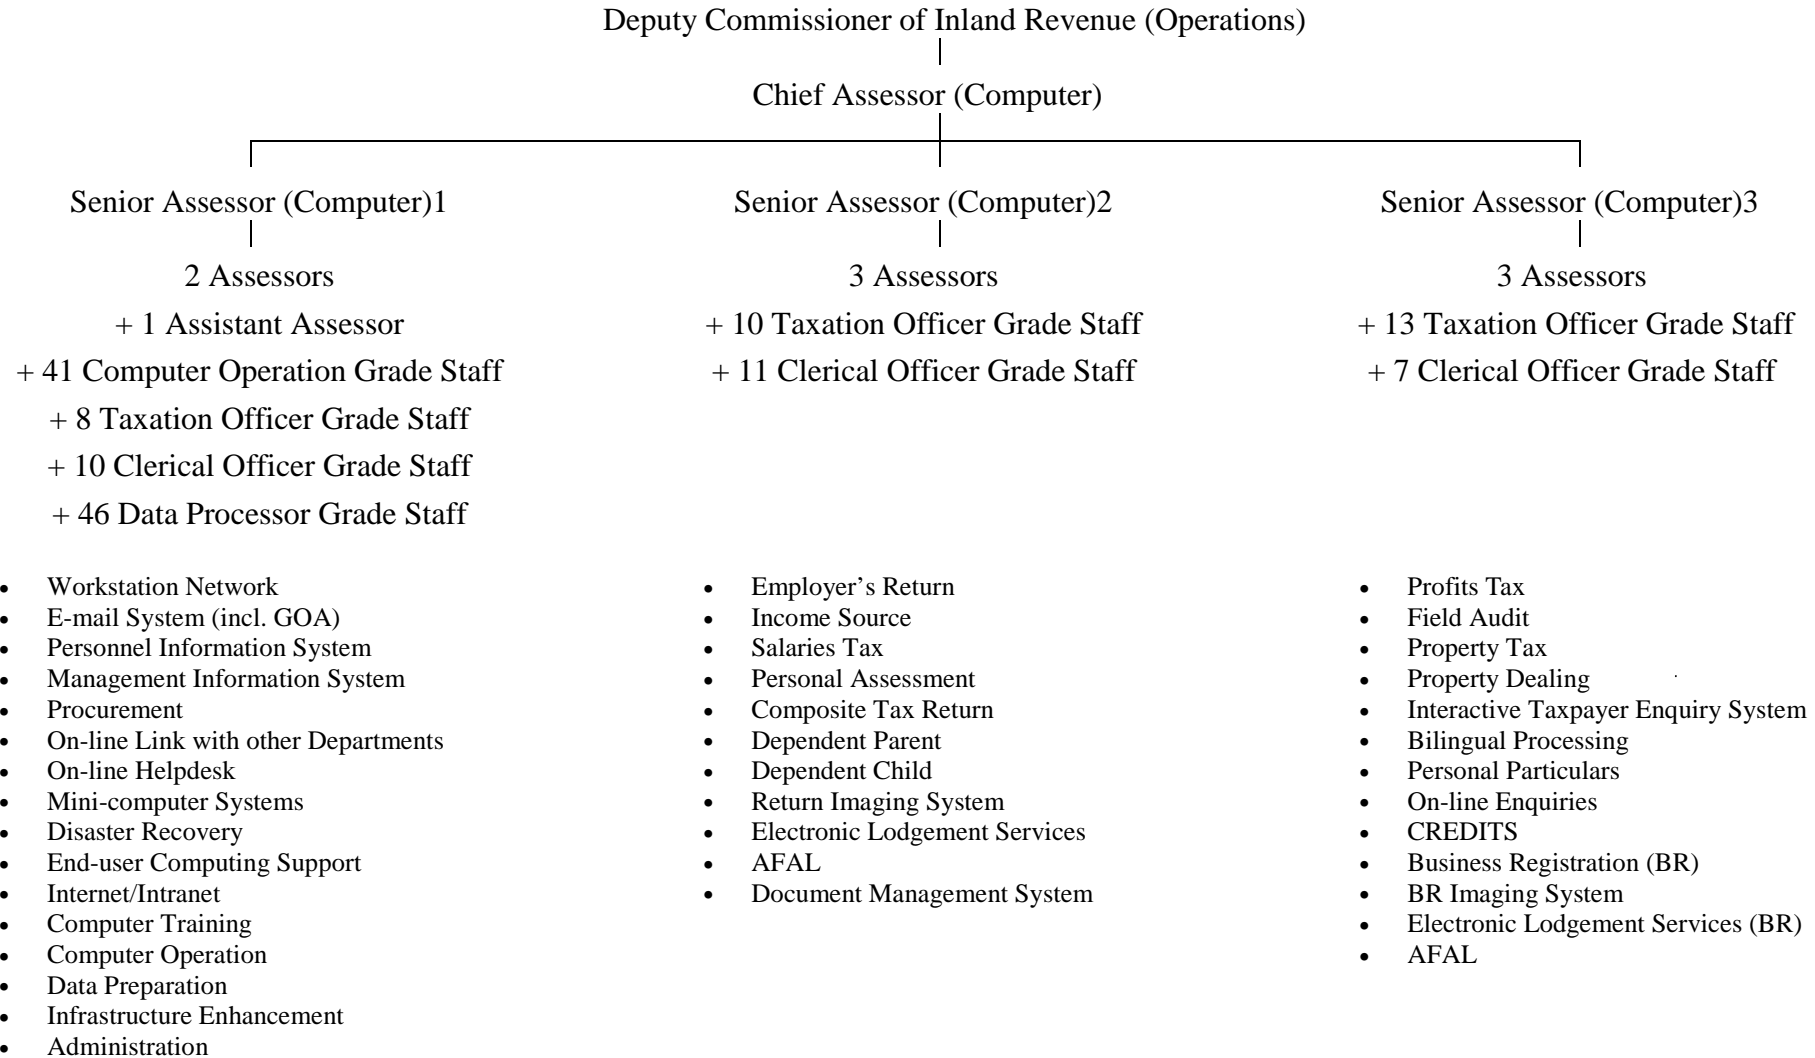 Deputy Commissioner of Inland Revenue (Operations)
Chief Assessor (Computer)
Senior Assessor (Computer)1
2 Assessors
+ 1 Assistant Assessor
+ 41 Computer Operation Grade Staff
+ 8 Taxation Officer Grade Staff
+ 10 Clerical Officer Grade Staff
+ 46 Data Processor Grade Staff
• Workstation Network
• E-mail System (incl. GOA)
• Personnel Information System
• Management Information System
• Procurement
• On-line Link with other Departments
• On-line Helpdesk
• Mini-computer Systems
• Disaster Recovery
• End-user Computing Support
• Internet/Intranet
• Computer Training
• Computer Operation
• Data Preparation
• Infrastructure Enhancement
• Administration
Senior Assessor (Computer)2
3 Assessors
+ 10 Taxation Officer Grade Staff
+ 11 Clerical Officer Grade Staff
• Employer’s Return
• Income Source
• Salaries Tax
• Personal Assessment
• Composite Tax Return
• Dependent Parent
• Dependent Child
• Return Imaging System
• Electronic Lodgement Services
• AFAL
• Document Management System
Senior Assessor (Computer)3
3 Assessors
+ 13 Taxation Officer Grade Staff
+ 7 Clerical Officer Grade Staff
• Profits Tax
• Field Audit
• Property Tax
• Property Dealing
• Interactive Taxpayer Enquiry System
• Bilingual Processing
• Personal Particulars
• On-line Enquiries
• CREDITS
• Business Registration (BR)
• BR Imaging System
• Electronic Lodgement Services (BR)
• AFAL